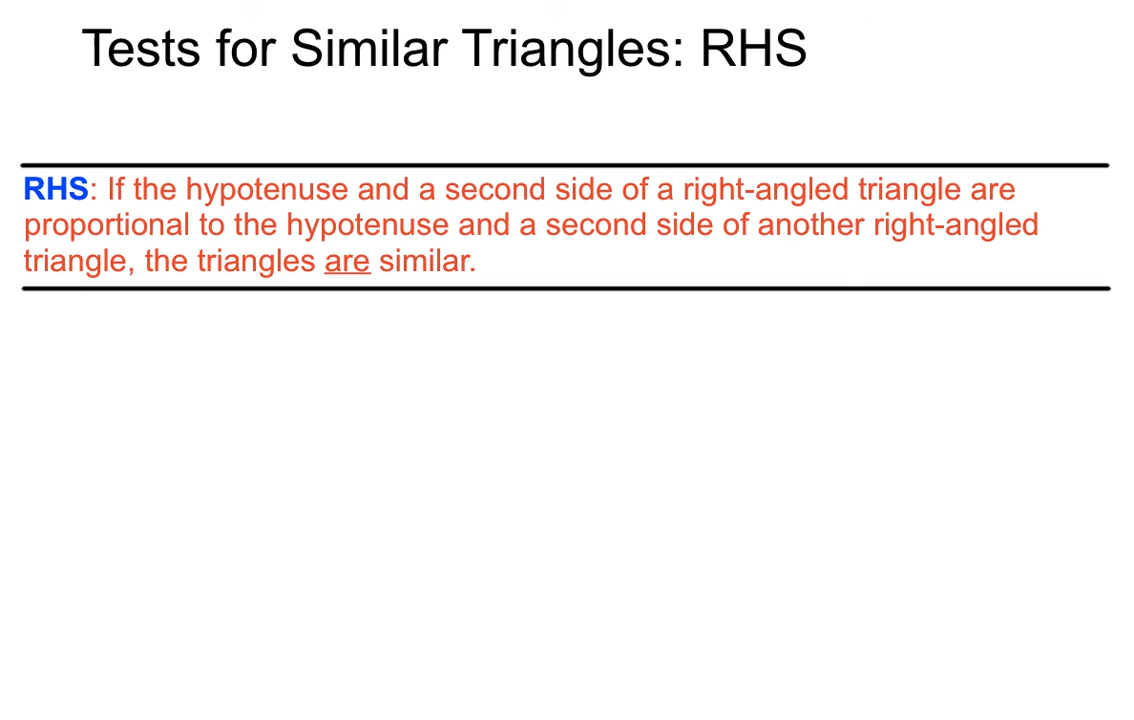 Tests for Similar Triangles: RHS
RHS: If the hypotenuse and a second side of a right-angled triangle are
proportional to the hypotenuse and a second side of another right-angled
triangle, the triangles are similar.